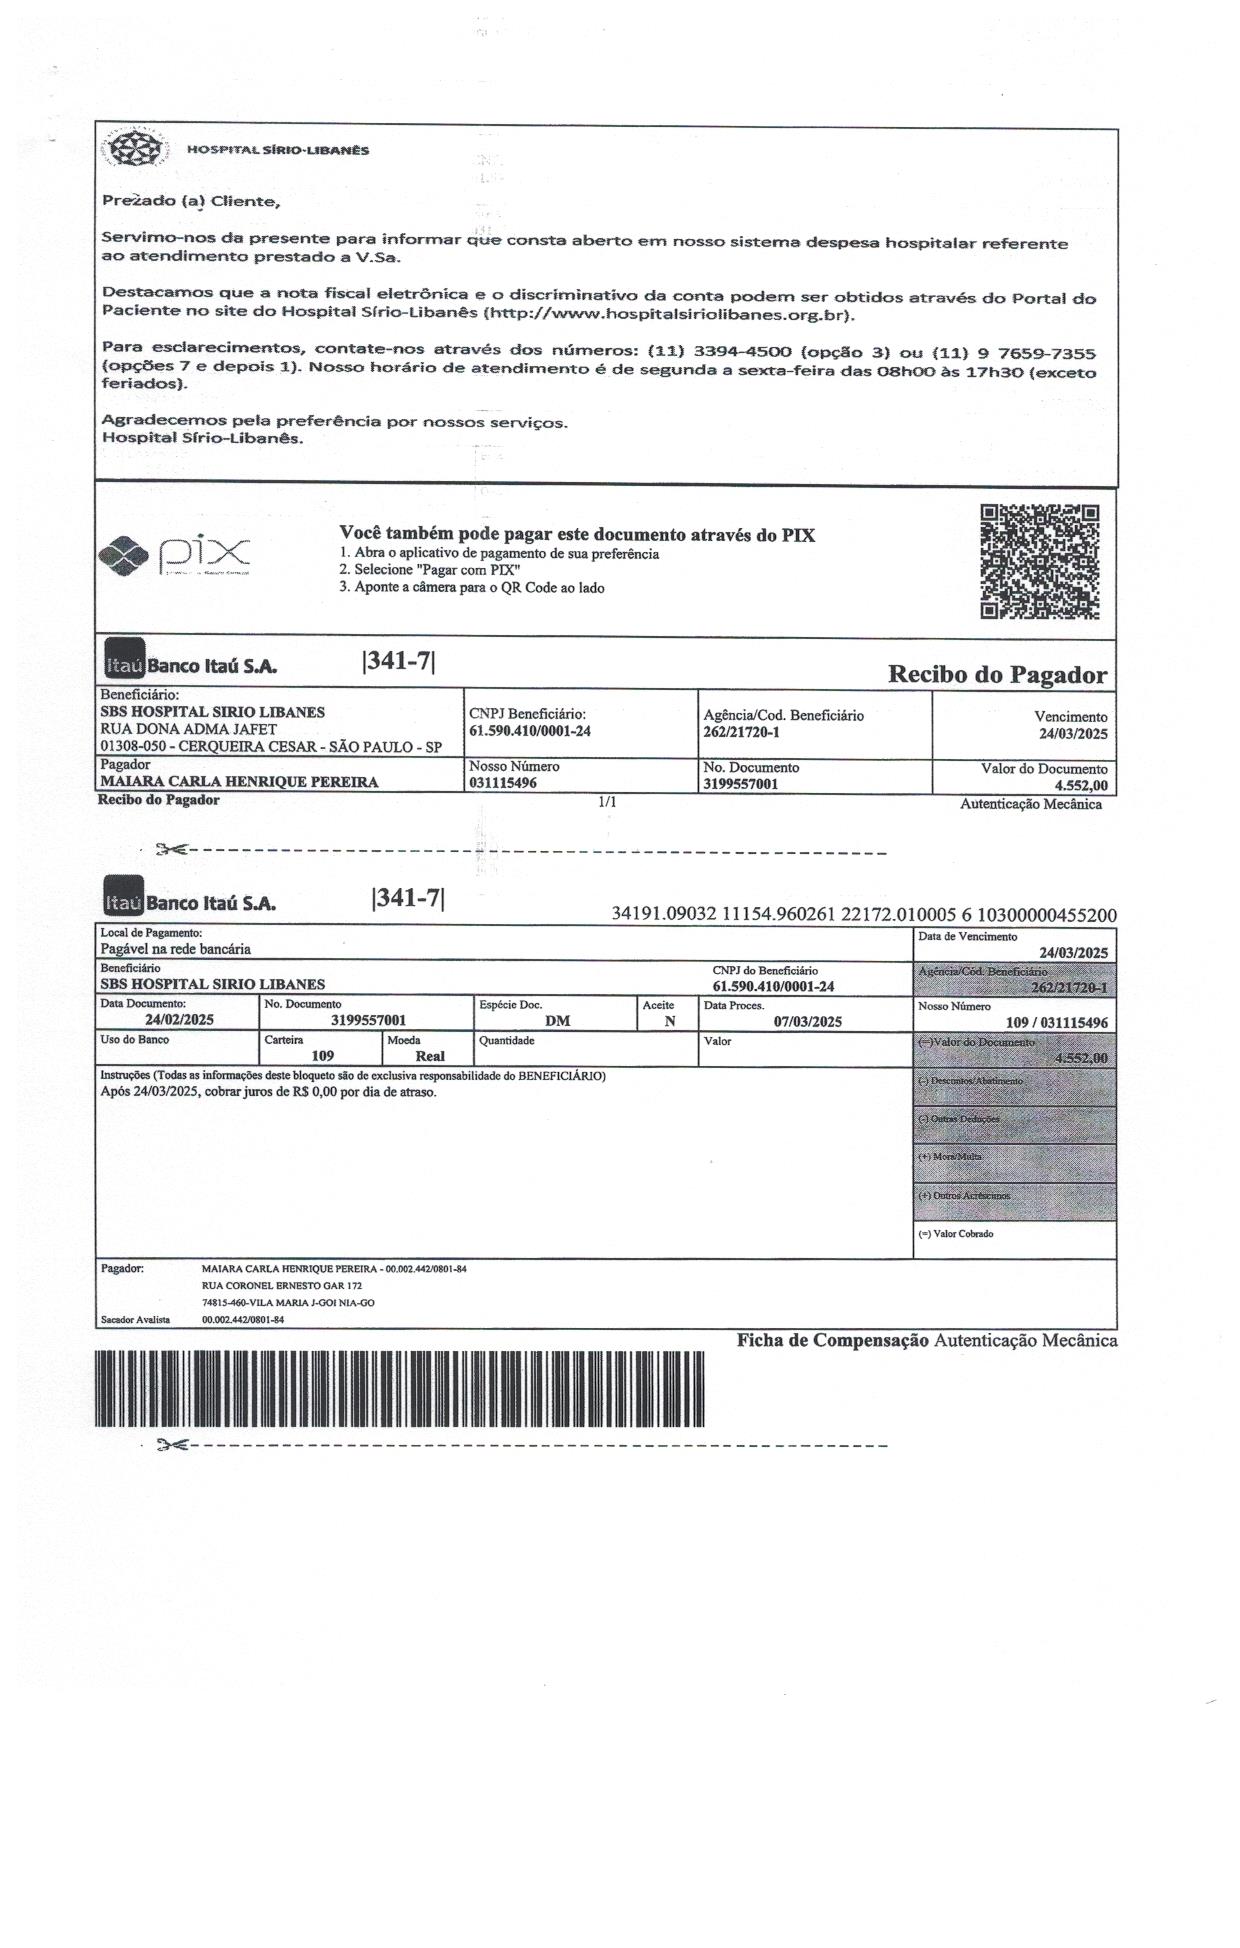 HOSPITAL SÍRIO-LIBANÊS
Prezado (a) Cliente,
Servimo-nos da presente para informar que consta aberto em nosso sistema despesa hospitalar referente
ao atendimento prestado a V.Sa.
Destacamos que a nota fiscal eletrônica e o discriminativo da conta podem ser obtidos através do Portal do
Paciente no site do Hospital Sírio-Libanês (http://www.hospitalsiriolibanes.org.br).
Para esclarecimentos, contate-nos através dos números: (11) 3394-4500 (opção 3) ou (11) 9 7659-7355
(opções 7 e depois 1). Nosso horário de atendimento é de segunda a sexta-feira das 08h00 às 17h30 (exceto
feriados).
Agradecemos pela preferência por nossos serviços.
Hospital Sírio-Libanês.
pix
Você também pode pagar este documento através do PIX
1. Abra o aplicativo de pagamento de sua preferência
2. Selecione "Pagar com PIX"
3. Aponte a câmera para o QR Code ao lado
Itaú Banco Itaú S.A. |341-7| Recibo do Pagador
Beneficiário:
SBS HOSPITAL SIRIO LIBANES
RUA DONA ADMA JAFET
01308-050 - CERQUEIRA CESAR - SÃO PAULO - SP
CNPJ Beneficiário:
61.590.410/0001-24
Agência/Cod. Beneficiário
262/21720-1
Vencimento
24/03/2025
Pagador
MAIARA CARLA HENRIQUE PEREIRA
Nosso Número
031115496
No. Documento
3199557001
Valor do Documento
4.552,00
Recibo do Pagador 1/1 Autenticação Mecânica
Itaú Banco Itaú S.A. |341-7| 34191.09032 11154.960261 22172.010005 6 10300000455200
Local de Pagamento:
Pagável na rede bancária
Data de Vencimento
24/03/2025
Beneficiário
SBS HOSPITAL SIRIO LIBANES
CNPJ do Beneficiário
61.590.410/0001-24
Agência/Cód. Beneficiário
262/21720-1
Data Documento:
24/02/2025
No. Documento
3199557001
Espécie Doc.
DM
Aceite
N
Data Proces.
07/03/2025
Nosso Número
109 / 031115496
Uso do Banco
Carteira
109
Moeda
Real
Quantidade
Valor
(=)Valor do Documento
4.552,00
Instruções (Todas as informações deste bloqueto são de exclusiva responsabilidade do BENEFICIÁRIO)
Após 24/03/2025, cobrar juros de R$ 0,00 por dia de atraso.
(-) Descontos/Abatimento
(-) Outras Deduções
(+) Mora/Multa
(+) Outros Acréscimos
(=) Valor Cobrado
Pagador: MAIARA CARLA HENRIQUE PEREIRA - 00.002.442/0801-84
RUA CORONEL ERNESTO GAR 172
74815-460-VILA MARIA J-GOI NIA-GO
Sacador Avalista 00.002.442/0801-84
Ficha de Compensação Autenticação Mecânica